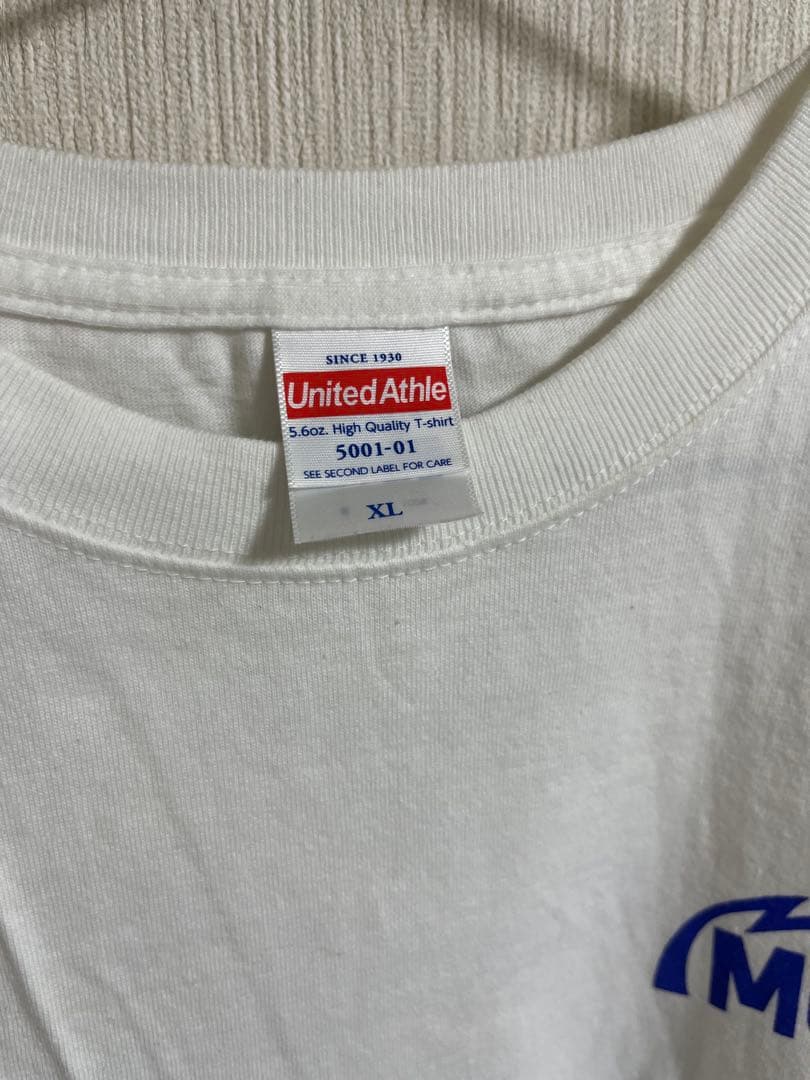 SINCE 1930
United Athle
5.6oz. High Quality T-shirt
5001-01
SEE SECOND LABEL FOR CARE
XL